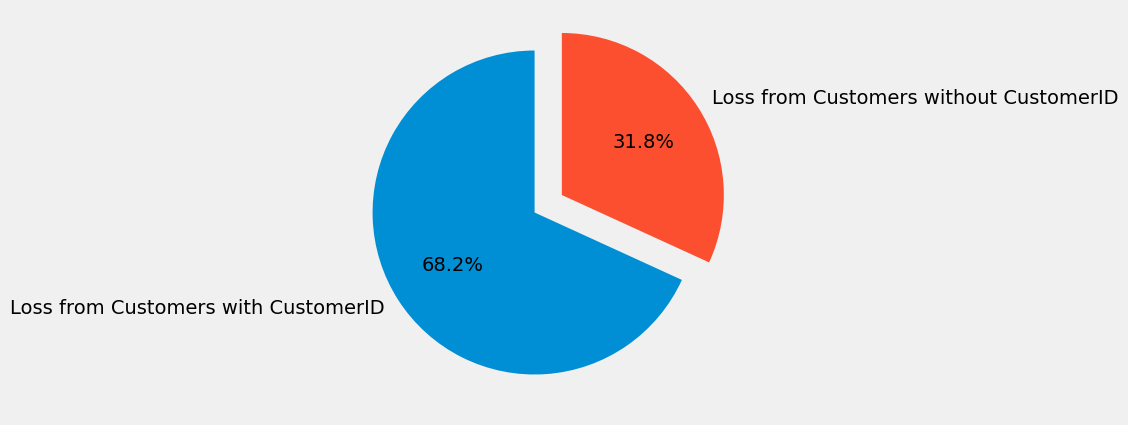 Loss from Customers without CustomerID
31.8%
68.2%
Loss from Customers with CustomerID